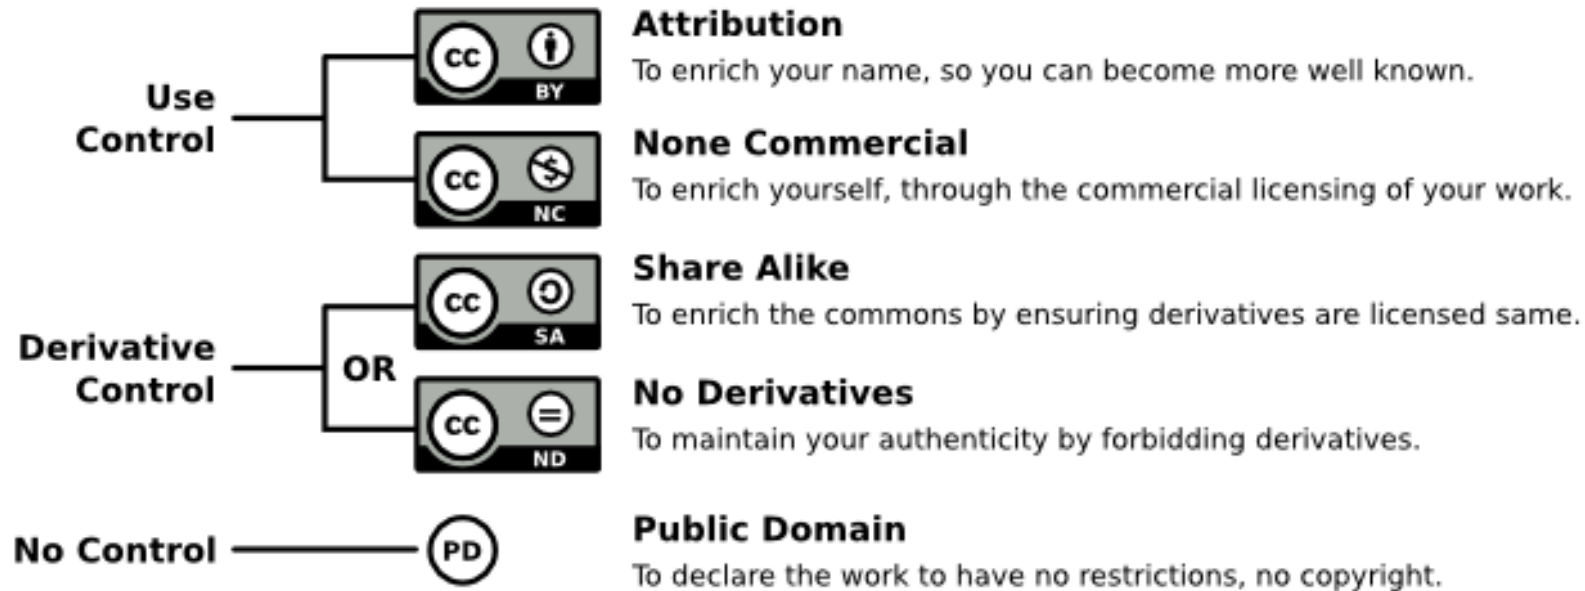 Use
Control
cc
BY
Attribution
To enrich your name, so you can become more well known.
cc
$
NC
None Commercial
To enrich yourself, through the commercial licensing of your work.
Derivative
Control
OR
cc
SA
Share Alike
To enrich the commons by ensuring derivatives are licensed same.
cc
=
ND
No Derivatives
To maintain your authenticity by forbidding derivatives.
No Control
PD
Public Domain
To declare the work to have no restrictions, no copyright.